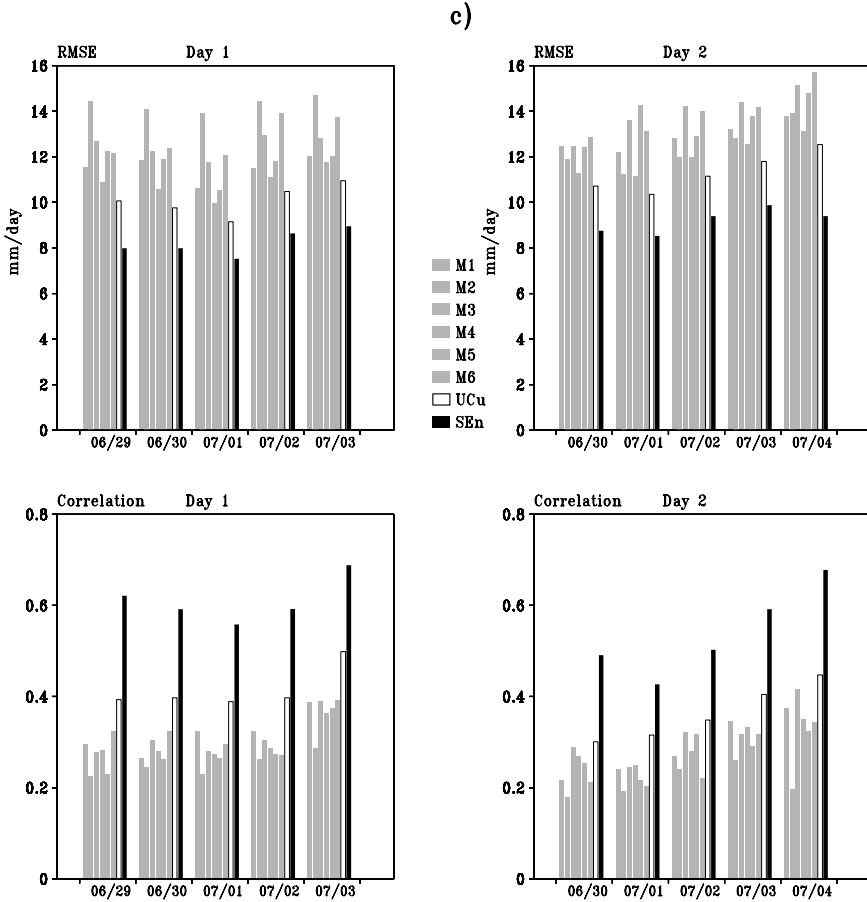 c)
RMSE Day 1
16
14
12
10
8
6
4
2
0
mm/day
06/29 06/30 07/01 07/02 07/03
M1
M2
M3
M4
M5
M6
UCu
SEn
RMSE Day 2
16
14
12
10
8
6
4
2
0
mm/day
06/30 07/01 07/02 07/03 07/04
Correlation Day 1
0.8
0.6
0.4
0.2
0
06/29 06/30 07/01 07/02 07/03
Correlation Day 2
0.8
0.6
0.4
0.2
0
06/30 07/01 07/02 07/03 07/04